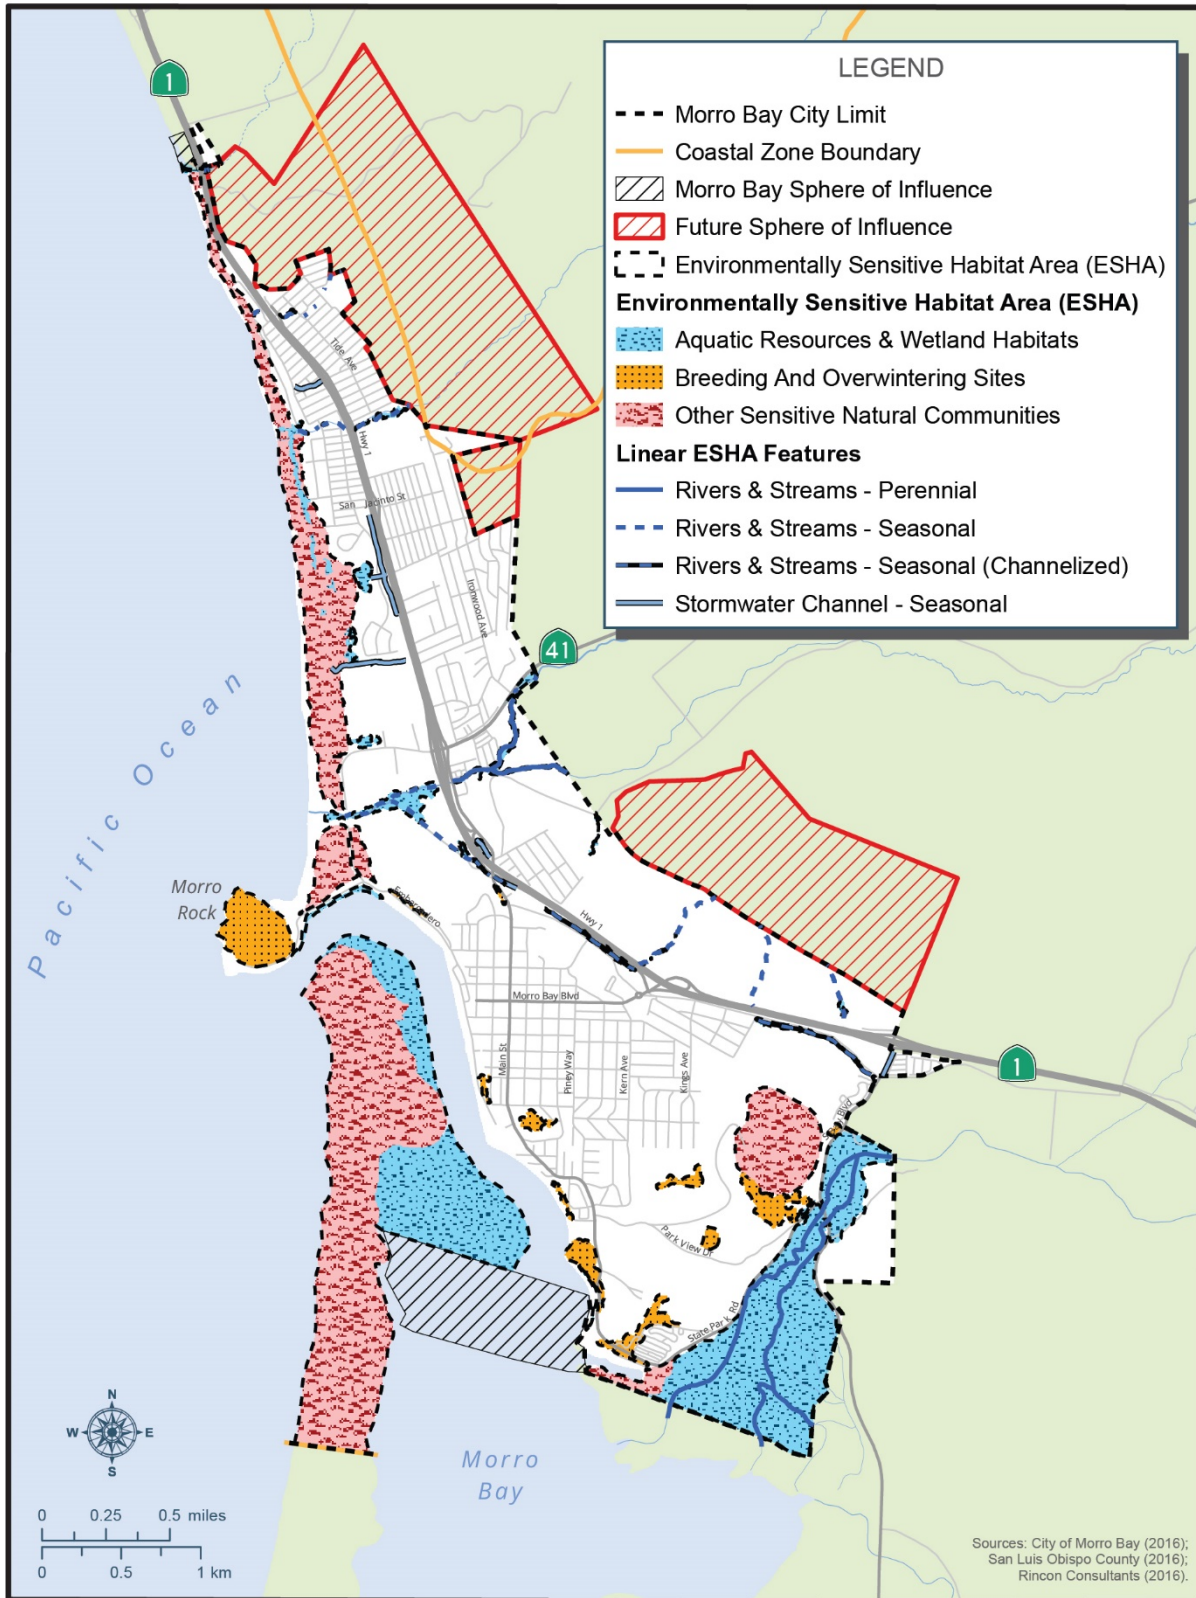 LEGEND
Morro Bay City Limit
Coastal Zone Boundary
Morro Bay Sphere of Influence
Future Sphere of Influence
Environmentally Sensitive Habitat Area (ESHA)
Environmentally Sensitive Habitat Area (ESHA)
Aquatic Resources & Wetland Habitats
Breeding And Overwintering Sites
Other Sensitive Natural Communities
Linear ESHA Features
Rivers & Streams - Perennial
Rivers & Streams - Seasonal
Rivers & Streams - Seasonal (Channelized)
Stormwater Channel - Seasonal
1
Tide Ave
Hwy 1
San Jacinto St
Ironwood Ave
41
Pacific Ocean
Morro
Rock
Embarcadero
Hwy 1
Morro Bay Blvd
Main St
Piney Way
Kern Ave
Kings Ave
1
Blvd
Park View Dr
State Park Rd
N
W
E
S
Morro
Bay
0 0.25 0.5 miles
0 0.5 1 km
Sources: City of Morro Bay (2016);
San Luis Obispo County (2016);
Rincon Consultants (2016).